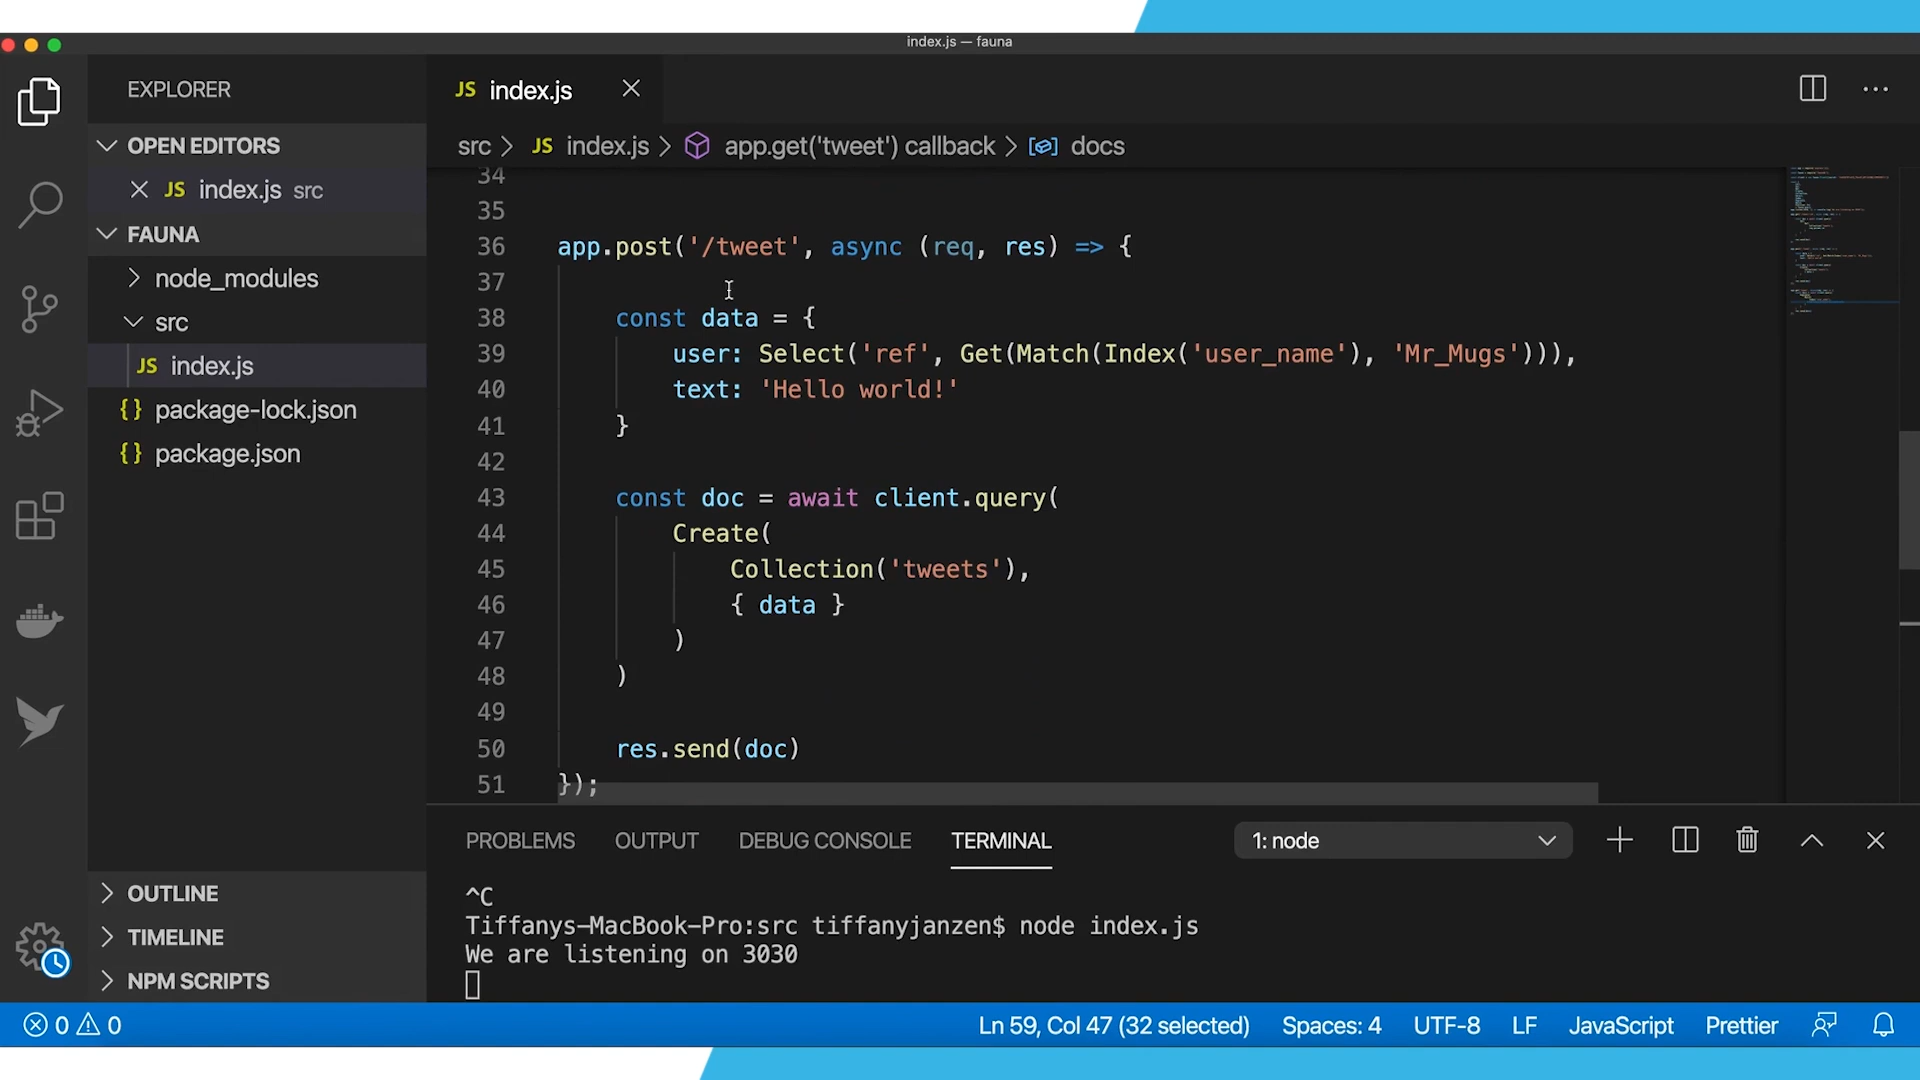 index.js — fauna
EXPLORER
JS index.js
OPEN EDITORS
JS index.js src
FAUNA
node_modules
src
JS index.js
{} package-lock.json
{} package.json
OUTLINE
TIMELINE
NPM SCRIPTS
src > JS index.js > app.get('tweet') callback > docs
34
35
36 app.post('/tweet', async (req, res) => {
37
38 const data = {
39 user: Select('ref', Get(Match(Index('user_name'), 'Mr_Mugs'))),
40 text: 'Hello world!'
41 }
42
43 const doc = await client.query(
44 Create(
45 Collection('tweets'),
46 { data }
47 )
48 )
49
50 res.send(doc)
51 });
PROBLEMS OUTPUT DEBUG CONSOLE TERMINAL 1: node
^C
Tiffanys-MacBook-Pro:src tiffanyjanzen$ node index.js
We are listening on 3030
0 0 Ln 59, Col 47 (32 selected) Spaces: 4 UTF-8 LF JavaScript Prettier